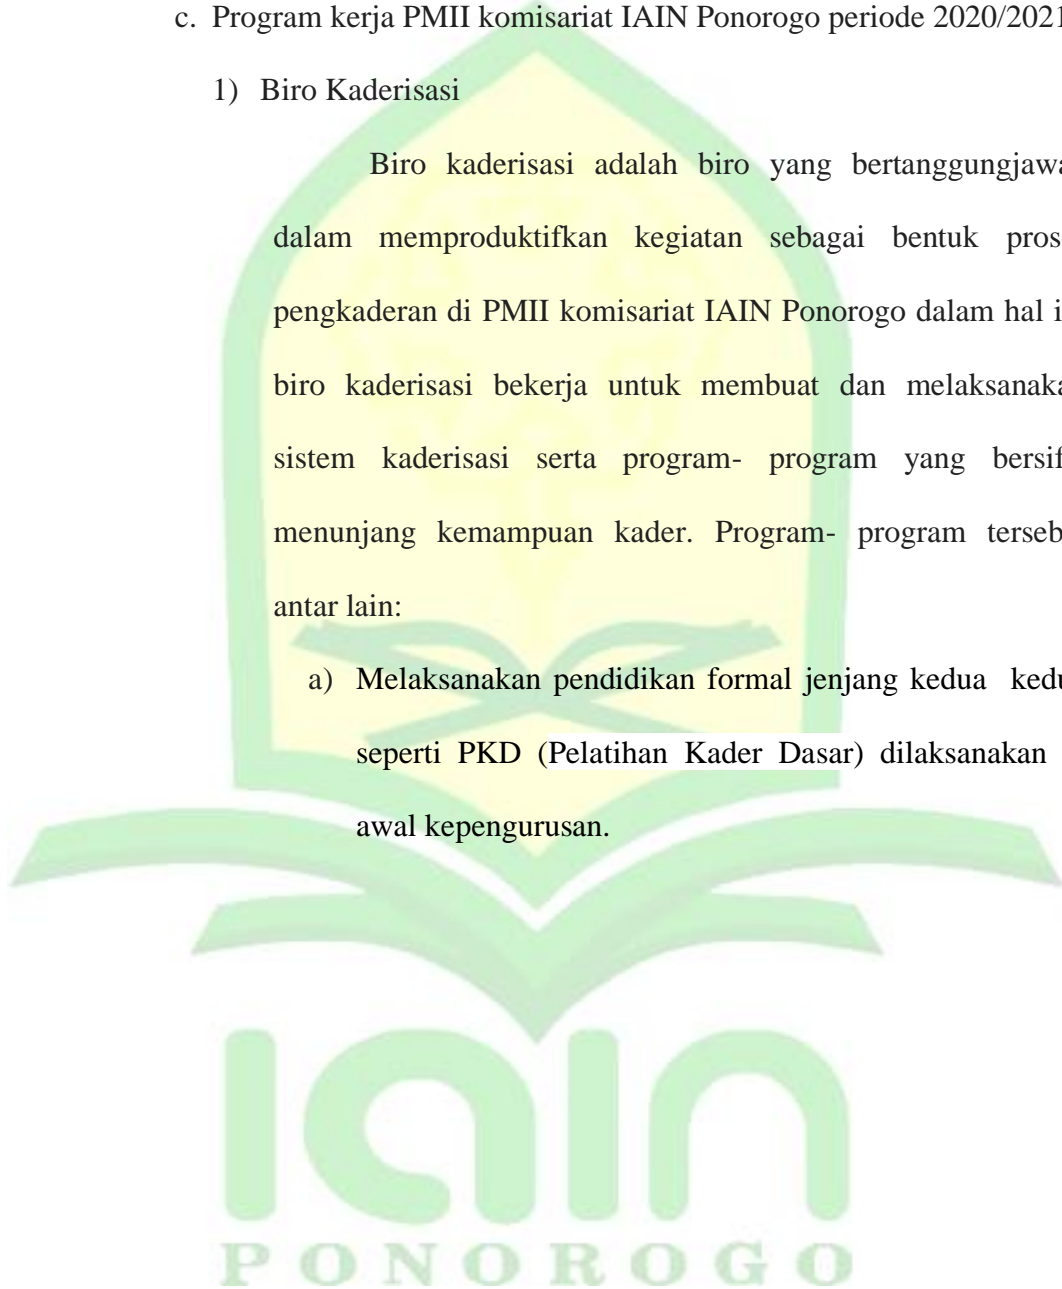 c. Program kerja PMII komisariat IAIN Ponorogo periode 2020/2021
1) Biro Kaderisasi
Biro kaderisasi adalah biro yang bertanggungjawa
dalam memproduktifkan kegiatan sebagai bentuk pros
pengkaderan di PMII komisariat IAIN Ponorogo dalam hal i
biro kaderisasi bekerja untuk membuat dan melaksanaka
sistem kaderisasi serta program- program yang bersif
menunjang kemampuan kader. Program- program terseb
antar lain:
a) Melaksanakan pendidikan formal jenjang kedua kedu
seperti PKD (Pelatihan Kader Dasar) dilaksanakan
awal kepengurusan.
iain
PONOROGO